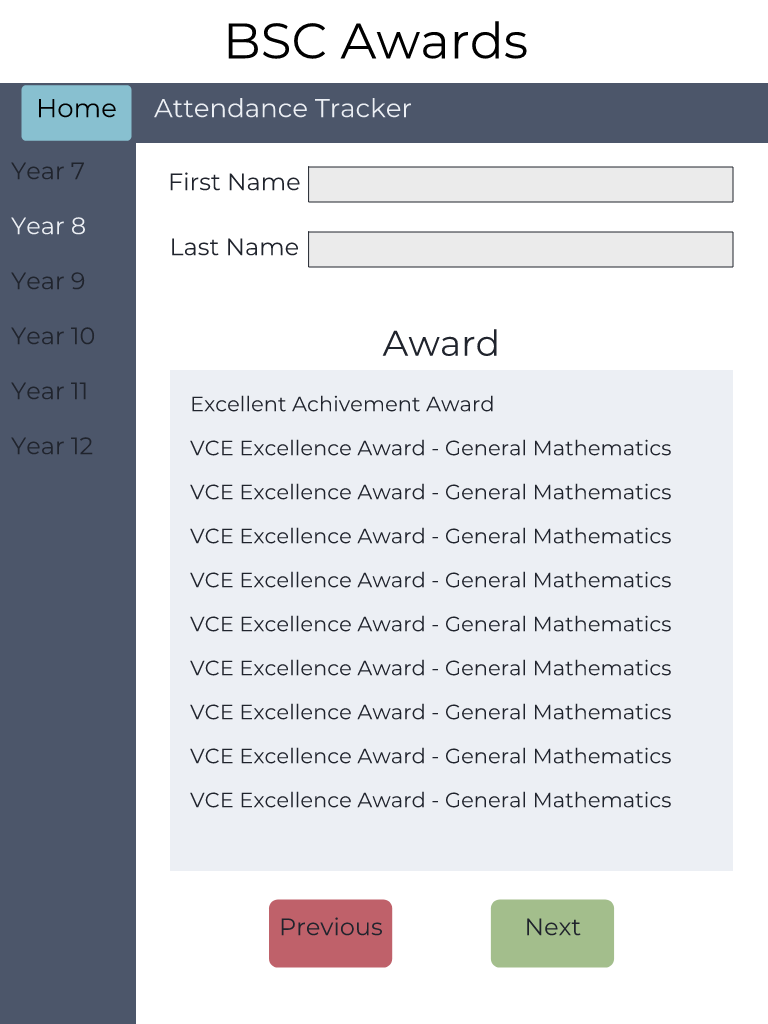 BSC Awards
Home Attendance Tracker
Year 7
Year 8
Year 9
Year 10
Year 11
Year 12
First Name
Last Name
Award
Excellent Achivement Award
VCE Excellence Award - General Mathematics
VCE Excellence Award - General Mathematics
VCE Excellence Award - General Mathematics
VCE Excellence Award - General Mathematics
VCE Excellence Award - General Mathematics
VCE Excellence Award - General Mathematics
VCE Excellence Award - General Mathematics
VCE Excellence Award - General Mathematics
VCE Excellence Award - General Mathematics
Previous Next